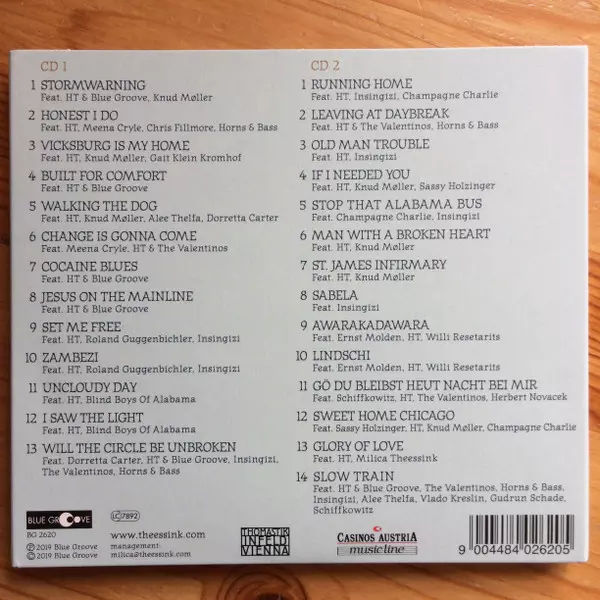 CD 1
1 STORMWARNING
Feat. HT & Blue Groove, Knud Møller
2 HONEST I DO
Feat. HT, Meena Cryle, Chris Fillmore, Horns & Bass
3 VICKSBURG IS MY HOME
Feat. HT, Knud Møller, Gait Klein Kromhof
4 BUILT FOR COMFORT
Feat. HT & Blue Groove
5 WALKING THE DOG
Feat. HT, Knud Møller, Alee Thelfa, Dorretta Carter
6 CHANGE IS GONNA COME
Feat. Meena Cryle, HT & The Valentinos
7 COCAINE BLUES
Feat. HT & Blue Groove
8 JESUS ON THE MAINLINE
Feat. HT & Blue Groove
9 SET ME FREE
Feat. HT, Roland Guggenbichler, Insingizi
10 ZAMBEZI
Feat. HT, Roland Guggenbichler, Insingizi
11 UNCLOUDY DAY
Feat. HT, Blind Boys Of Alabama
12 I SAW THE LIGHT
Feat. HT, Blind Boys Of Alabama
13 WILL THE CIRCLE BE UNBROKEN
Feat. Dorretta Carter, HT & Blue Groove, Insingizi,
The Valentinos, Horns & Bass
CD 2
1 RUNNING HOME
Feat. HT, Insingizi, Champagne Charlie
2 LEAVING AT DAYBREAK
Feat. HT & The Valentinos, Horns & Bass
3 OLD MAN TROUBLE
Feat. HT, Insingizi
4 IF I NEEDED YOU
Feat. HT, Knud Møller, Sassy Holzinger
5 STOP THAT ALABAMA BUS
Feat. Champagne Charlie, Insingizi
6 MAN WITH A BROKEN HEART
Feat. HT, Knud Møller
7 ST. JAMES INFIRMARY
Feat. HT, Knud Møller
8 SABELA
Feat. Insingizi
9 AWARAKADAWARA
Feat. Ernst Molden, HT, Willi Resetarits
10 LINDSCHI
Feat. Ernst Molden, HT, Willi Resetarits
11 GÖ DU BLEIBST HEUT NACHT BEI MIR
Feat. Schiffkowitz, HT, The Valentinos, Herbert Novacek
12 SWEET HOME CHICAGO
Feat. Sassy Holzinger, HT, Knud Møller, Champagne Charlie
13 GLORY OF LOVE
Feat. HT, Milica Theessink
14 SLOW TRAIN
Feat. HT & Blue Groove, The Valentinos, Horns & Bass,
Insingizi, Alee Thelfa, Vlado Kreslin, Gudrun Schade,
Schiffkowitz
BLUE GROOVE
BG 2620
℗ 2019 Blue Groove
© 2019 Blue Groove
LC 7892
www.theessink.com
management:
milica@theessink.com
THOMASTIK
INFELD
VIENNA
CASINOS AUSTRIA
musicline
9 004484 026205